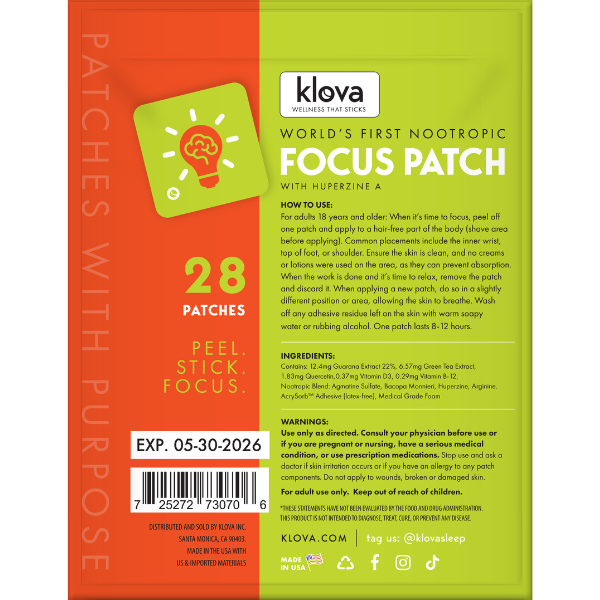 PATCHES WITH PURPOSE
klova
WELLNESS THAT STICKS
WORLD'S FIRST NOOTROPIC
FOCUS PATCH
WITH HUPERZINE A
HOW TO USE:
For adults 18 years and older: When it's time to focus, peel off
one patch and apply to a hair-free part of the body (shave area
before applying). Common placements include the inner wrist,
top of foot, or shoulder. Ensure the skin is clean, and no creams
or lotions were used on the area, as they can prevent absorption.
When the work is done and it's time to relax, remove the patch
and discard it. When applying a new patch, do so in a slightly
different position or area, allowing the skin to breathe. Wash
off any adhesive residue left on the skin with warm soapy
water or rubbing alcohol. One patch lasts 8-12 hours.
28
PATCHES
PEEL.
STICK.
FOCUS.
INGREDIENTS:
Contains: 12.4mg Guarana Extract 22%, 6.57mg Green Tea Extract,
1.83mg Quercetin,0.37mg Vitamin D3, 0.29mg Vitamin B-12,
Nootropic Blend: Agmatine Sulfate, Bacopa Monnieri, Huperzine, Arginine.
AcrySorb™ Adhesive (latex-free), Medical Grade Foam
WARNINGS:
Use only as directed. Consult your physician before use or
if you are pregnant or nursing, have a serious medical
condition, or use prescription medications. Stop use and ask a
doctor if skin irritation occurs or if you have an allergy to any patch
components. Do not apply to wounds, broken or damaged skin.
For adult use only. Keep out of reach of children.
*THESE STATEMENTS HAVE NOT BEEN EVALUATED BY THE FOOD AND DRUG ADMINISTRATION.
THIS PRODUCT IS NOT INTENDED TO DIAGNOSE, TREAT, CURE, OR PREVENT ANY DISEASE.
KLOVA.COM | tag us: @klovasleep
MADE
IN USA
EXP. 05-30-2026
7 25272 73070 6
DISTRIBUTED AND SOLD BY KLOVA INC.
SANTA MONICA, CA 90403.
MADE IN THE USA WITH
US & IMPORTED MATERIALS